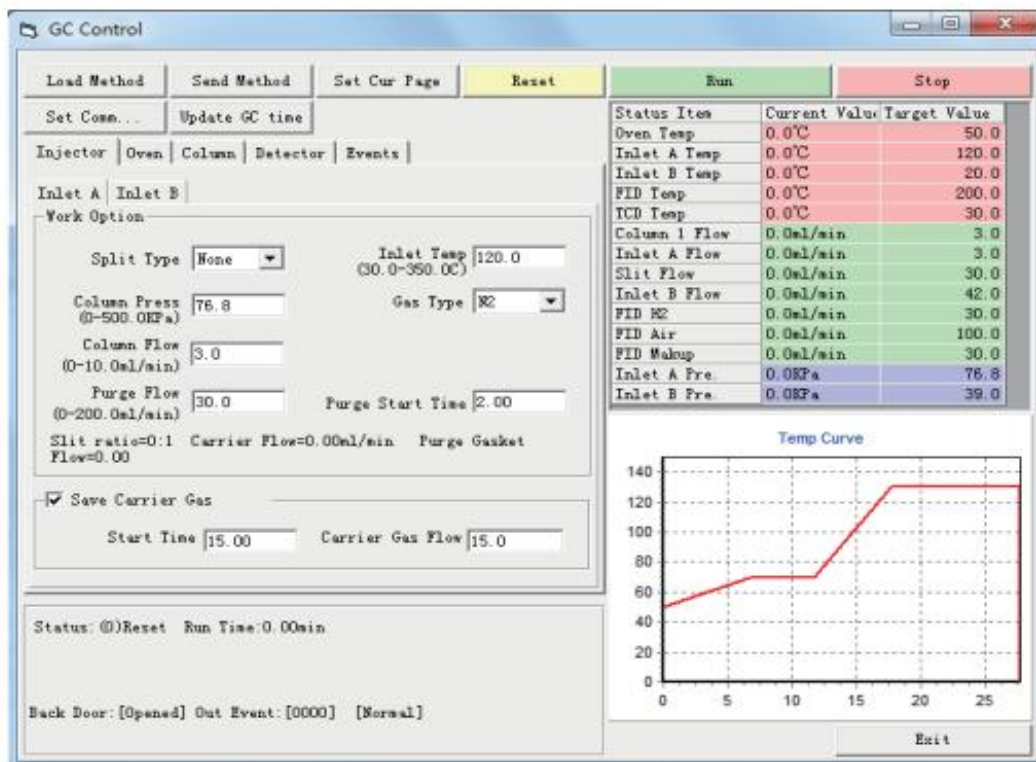 GC Control
Load Method Send Method Set Cur Page Reset Run Stop
Set Comm... Update GC time
Injector Oven Column Detector Events
Inlet A Inlet B
Work Option
Split Type None
Inlet Temp 120.0
(30.0-350.0C)
Column Press 76.8
(0-500.0KPa)
Gas Type N2
Column Flow 3.0
(0-10.0ml/min)
Purge Flow 30.0
(0-200.0ml/min)
Purge Start Time 2.00
Slit ratio=0:1 Carrier Flow=0.00ml/min Purge Gasket
Flow=0.00
Save Carrier Gas
Start Time 15.00 Carrier Gas Flow 15.0
Status:(0)Reset Run Time:0.00min
Back Door:[Opened] Out Event:[0000] [Normal]
Status Item Current Value Target Value
Oven Temp 0.0℃ 50.0
Inlet A Temp 0.0℃ 120.0
Inlet B Temp 0.0℃ 20.0
FID Temp 0.0℃ 200.0
TCD Temp 0.0℃ 30.0
Column 1 Flow 0.0ml/min 3.0
Inlet A Flow 0.0ml/min 3.0
Slit Flow 0.0ml/min 30.0
Inlet B Flow 0.0ml/min 42.0
FID H2 0.0ml/min 30.0
FID Air 0.0ml/min 100.0
FID Makup 0.0ml/min 30.0
Inlet A Pre. 0.0KPa 76.8
Inlet B Pre. 0.0KPa 39.0
Temp Curve
140
120
100
80
60
40
20
0
0 5 10 15 20 25
Exit